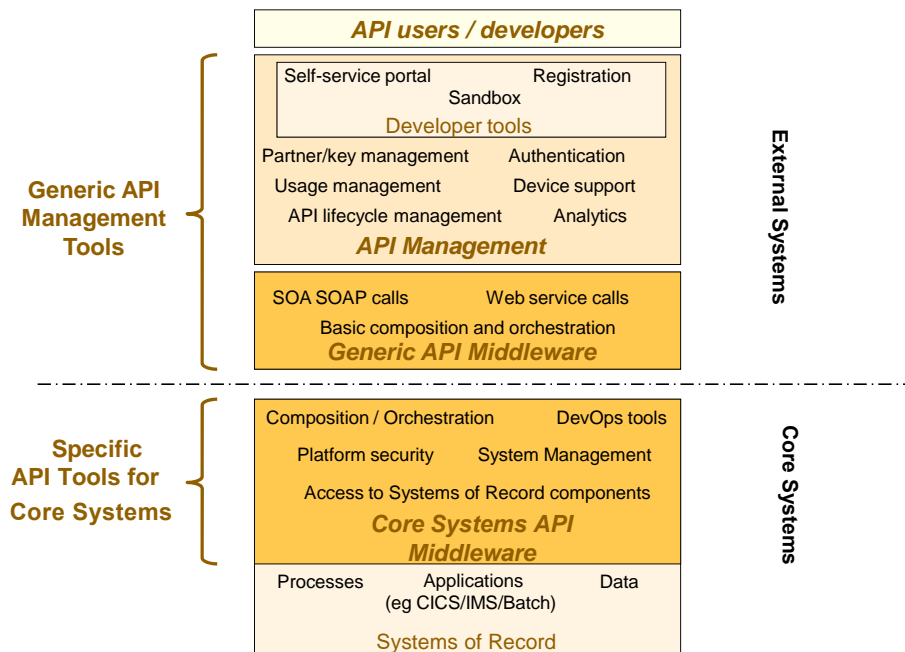 API users / developers
Self-service portal Registration
Sandbox
Developer tools
Partner/key management Authentication
Usage management Device support
API lifecycle management Analytics
API Management
Generic API
Management
Tools
External Systems
SOA SOAP calls Web service calls
Basic composition and orchestration
Generic API Middleware
Composition / Orchestration DevOps tools
Platform security System Management
Access to Systems of Record components
Core Systems API
Middleware
Specific
API Tools for
Core Systems
Core Systems
Processes Applications Data
(eg CICS/IMS/Batch)
Systems of Record